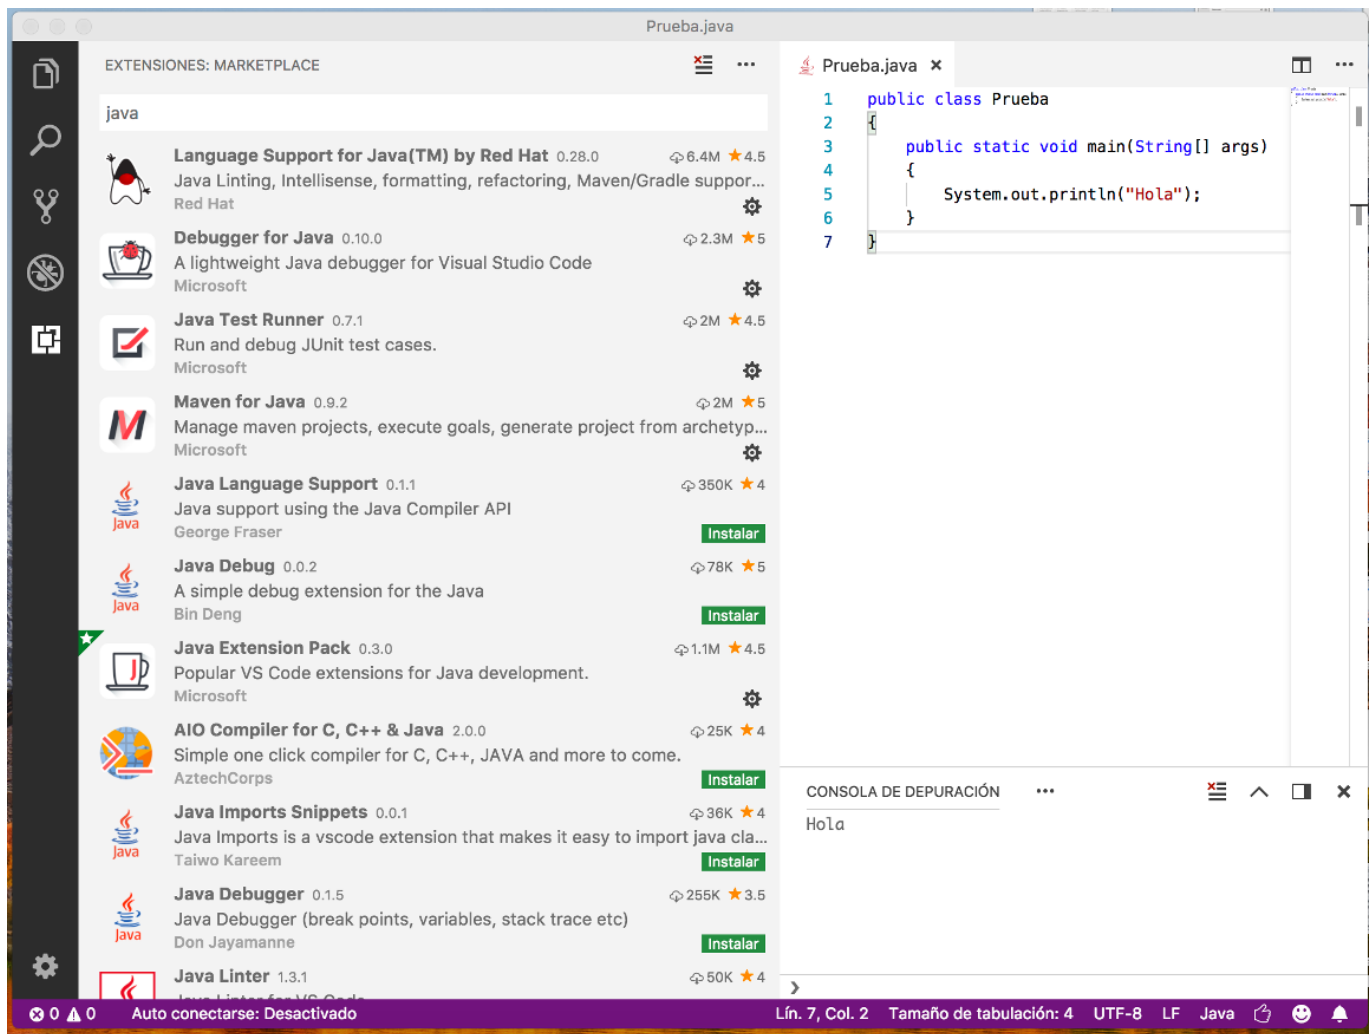 Prueba.java
EXTENSIONES: MARKETPLACE
java
Language Support for Java(TM) by Red Hat 0.28.0 6.4M 4.5
Java Linting, Intellisense, formatting, refactoring, Maven/Gradle suppor...
Red Hat
Debugger for Java 0.10.0 2.3M 5
A lightweight Java debugger for Visual Studio Code
Microsoft
Java Test Runner 0.7.1 2M 4.5
Run and debug JUnit test cases.
Microsoft
Maven for Java 0.9.2 2M 5
Manage maven projects, execute goals, generate project from archetyp...
Microsoft
Java Language Support 0.1.1 350K 4
Java support using the Java Compiler API
George Fraser Instalar
Java Debug 0.0.2 78K 5
A simple debug extension for the Java
Bin Deng Instalar
Java Extension Pack 0.3.0 1.1M 4.5
Popular VS Code extensions for Java development.
Microsoft
AIO Compiler for C, C++ & Java 2.0.0 25K 4
Simple one click compiler for C, C++, JAVA and more to come.
AztechCorps Instalar
Java Imports Snippets 0.0.1 36K 4
Java Imports is a vscode extension that makes it easy to import java cla...
Taiwo Kareem Instalar
Java Debugger 0.1.5 255K 3.5
Java Debugger (break points, variables, stack trace etc)
Don Jayamanne Instalar
Java Linter 1.3.1 50K 4
Java Linter for VS Code
Java
Java
Java
Java
Prueba.java
1 public class Prueba
2 {
3 public static void main(String[] args)
4 {
5 System.out.println("Hola");
6 }
7 }
CONSOLA DE DEPURACIÓN
Hola
0 0 Auto conectarse: Desactivado
Lín. 7, Col. 2 Tamaño de tabulación: 4 UTF-8 LF Java